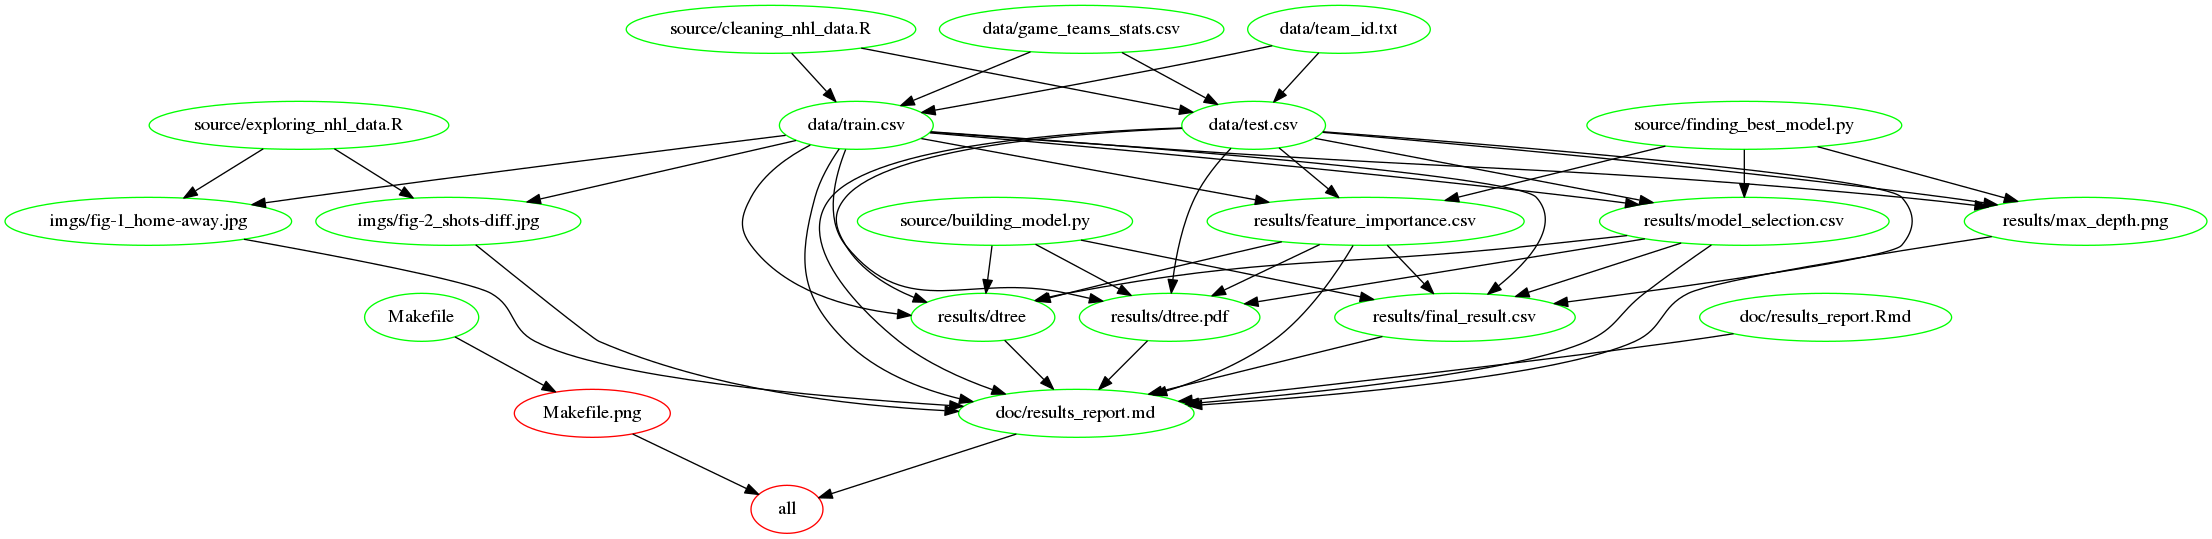 source/cleaning_nhl_data.R
data/game_teams_stats.csv
data/team_id.txt
source/exploring_nhl_data.R
data/train.csv
data/test.csv
source/finding_best_model.py
imgs/fig-1_home-away.jpg
imgs/fig-2_shots-diff.jpg
source/building_model.py
results/feature_importance.csv
results/model_selection.csv
results/max_depth.png
Makefile
results/dtree
results/dtree.pdf
results/final_result.csv
doc/results_report.Rmd
Makefile.png
doc/results_report.md
all